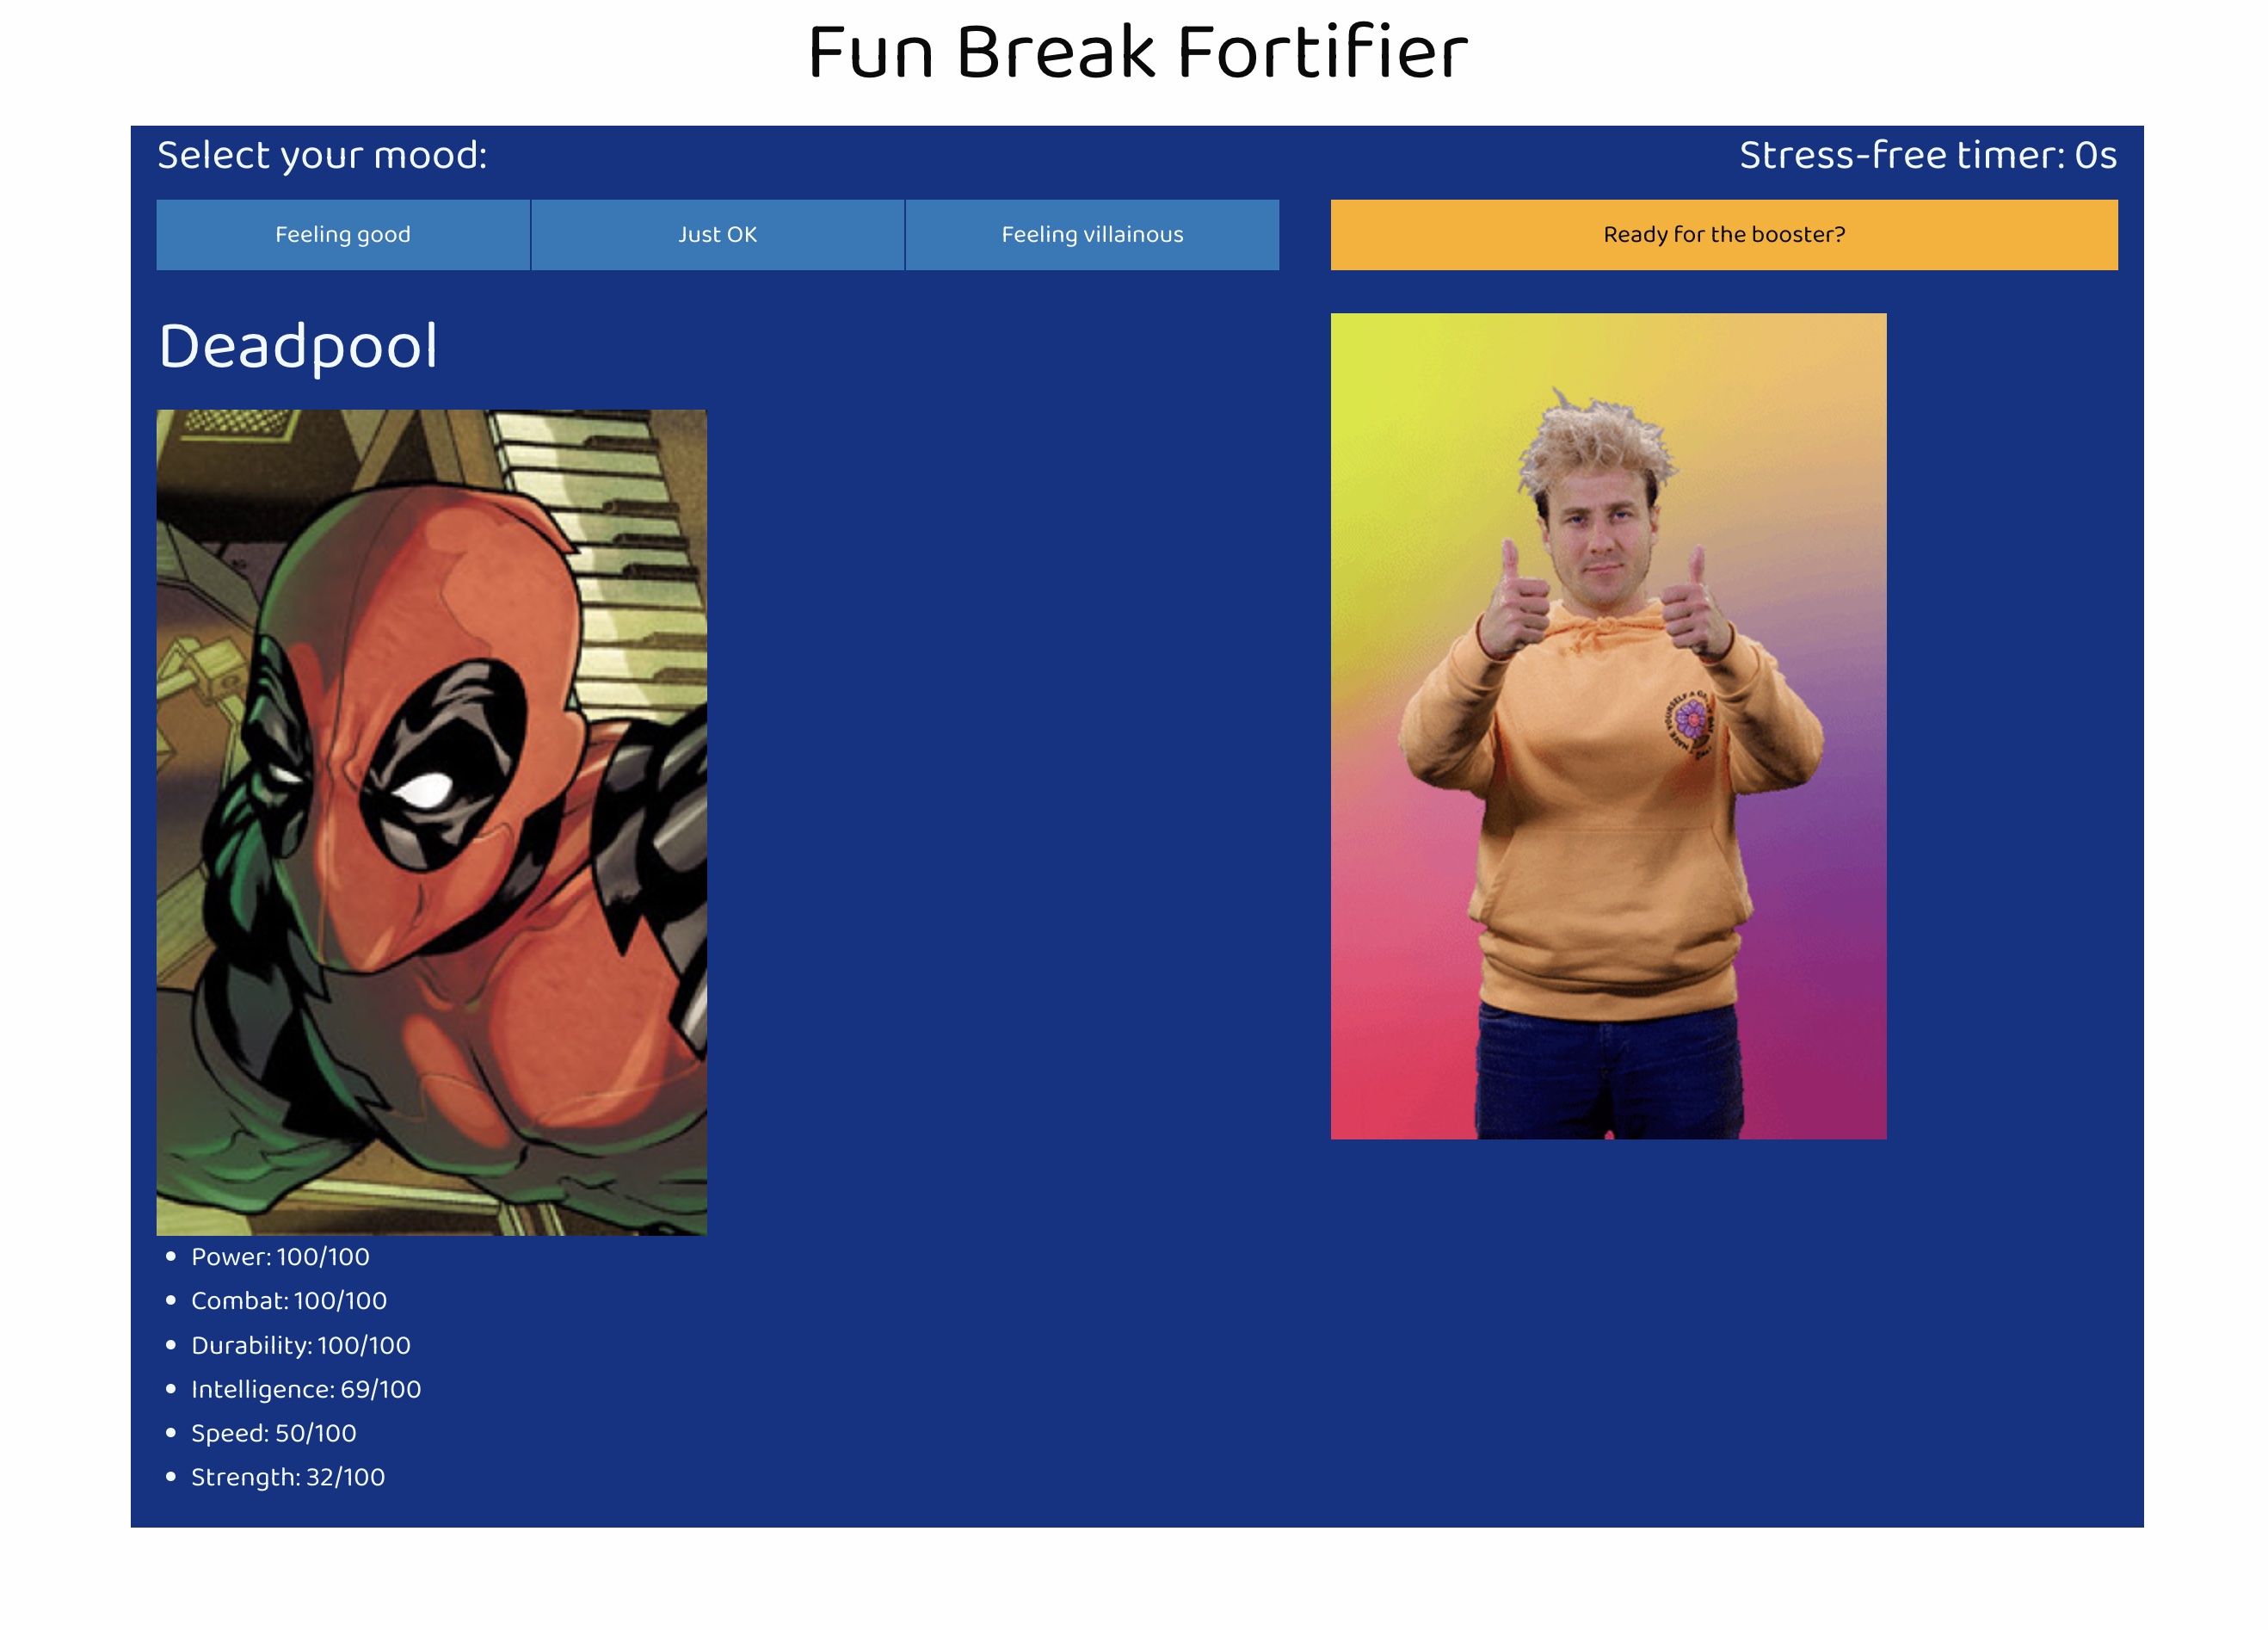 Fun Break Fortifier
Select your mood:
Stress-free timer: 0s
Feeling good
Just OK
Feeling villainous
Ready for the booster?
Deadpool
HAVE YOURSELF A
Power: 100/100
Combat: 100/100
Durability: 100/100
Intelligence: 69/100
Speed: 50/100
Strength: 32/100